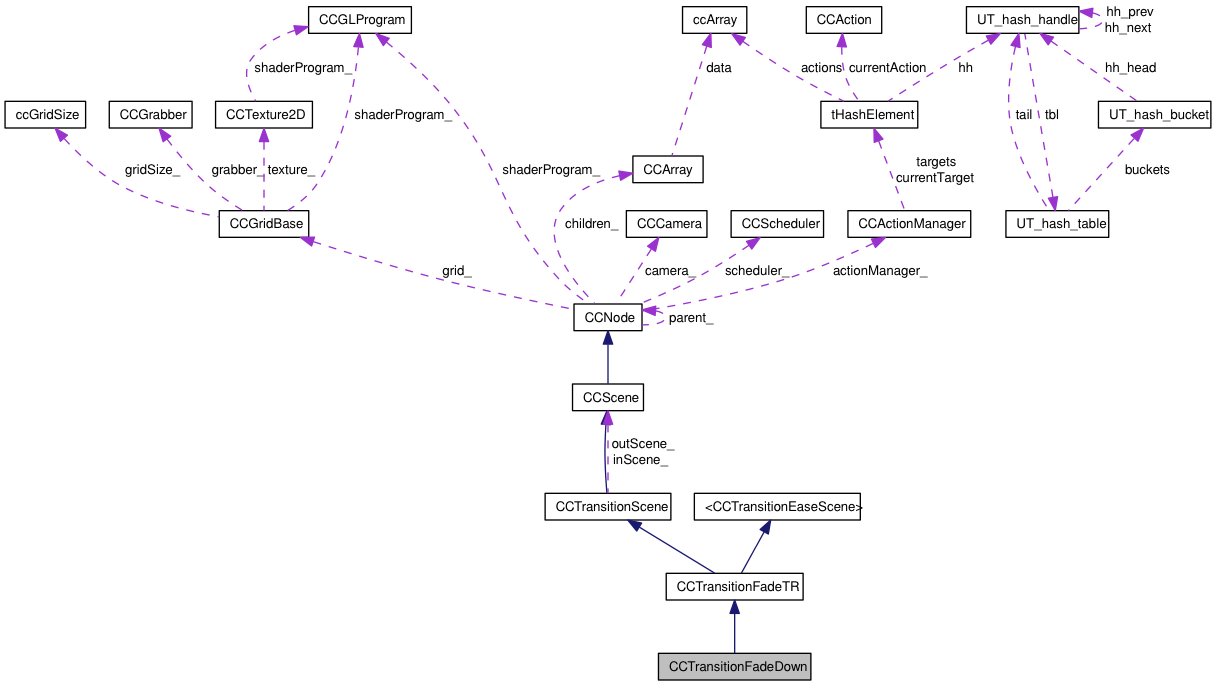 CCGLProgram
ccArray
CCAction
UT_hash_handle
hh_prev
hh_next
shaderProgram_
data
actions
currentAction
hh
hh_head
ccGridSize
CCGrabber
CCTexture2D
shaderProgram_
tHashElement
tail
tbl
UT_hash_bucket
gridSize_
grabber_
texture_
shaderProgram_
CCArray
targets
currentTarget
buckets
CCGridBase
children_
CCCamera
CCScheduler
CCActionManager
UT_hash_table
grid_
camera_
scheduler_
actionManager_
CCNode
parent_
CCScene
outScene_
inScene_
CCTransitionScene
<CCTransitionEaseScene>
CCTransitionFadeTR
CCTransitionFadeDown